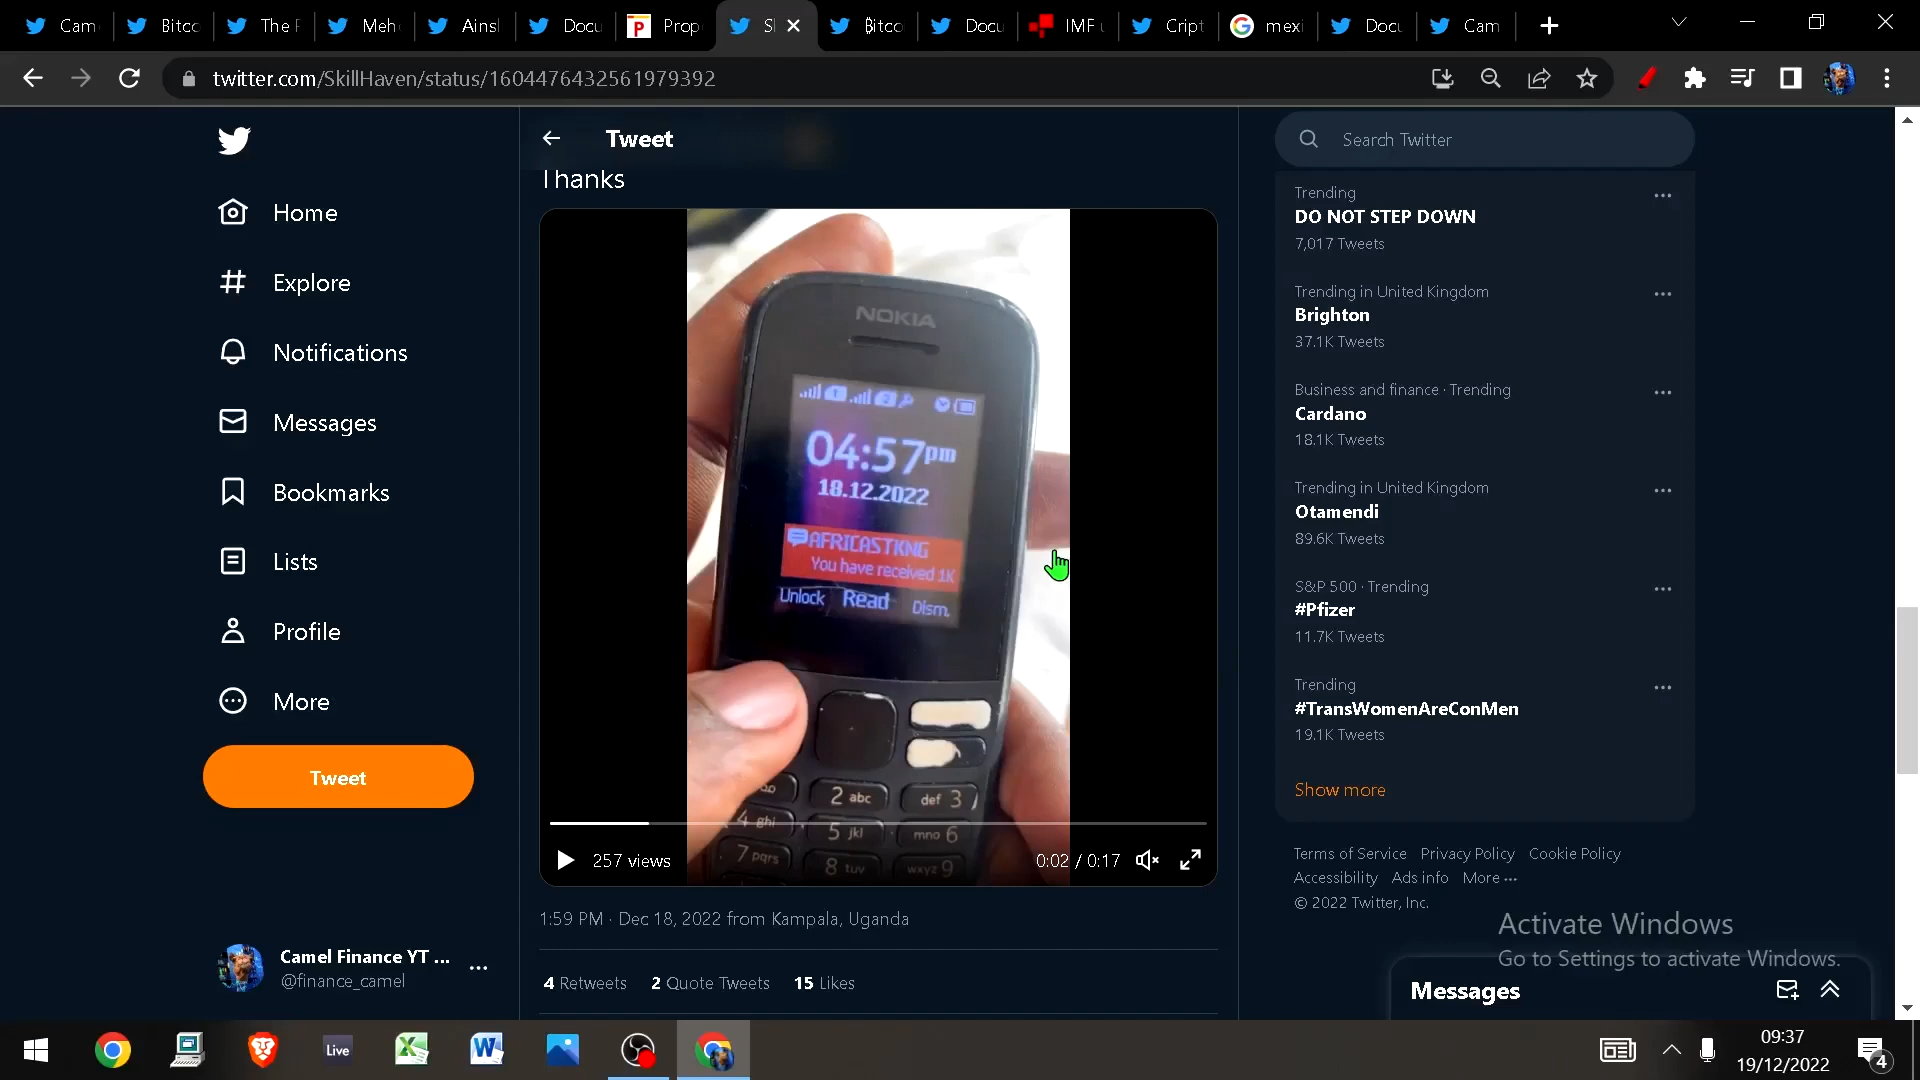 Cam
Bitco
The F
Meh
Ainsl
Docu
Prop
Sk
Bitco
Docu
IMF
Cript
mexi
Docu
Cam
twitter.com/SkillHaven/status/1604476432561979392
Home
Explore
Notifications
Messages
Bookmarks
Lists
Profile
More
Tweet
Camel Finance YT ...
@finance_camel
Tweet
Thanks
NOKIA
04:57pm
18.12.2022
AFRICASTKNG
You have received 1K
Unlock Read Dism.
2 abc
def 3
4 ghi
5 jkl
mno 6
7 pqrs
8 tuv
wxyz 9
257 views
0:02 / 0:17
1:59 PM · Dec 18, 2022 from Kampala, Uganda
4 Retweets 2 Quote Tweets 15 Likes
Search Twitter
Trending
DO NOT STEP DOWN
7,017 Tweets
Trending in United Kingdom
Brighton
37.1K Tweets
Business and finance · Trending
Cardano
18.1K Tweets
Trending in United Kingdom
Otamendi
89.6K Tweets
S&P 500 · Trending
#Pfizer
11.7K Tweets
Trending
#TransWomenAreConMen
19.1K Tweets
Show more
Terms of Service Privacy Policy Cookie Policy
Accessibility Ads info More ...
© 2022 Twitter, Inc.
Activate Windows
Go to Settings to activate Windows.
Messages
Live
09:37
19/12/2022
4